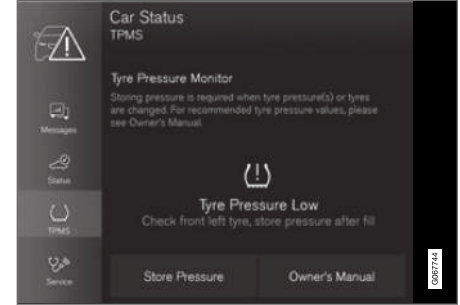 Car Status
TPMS
Tyre Pressure Monitor
Storing pressure is required when tyre pressure(s) or tyres
are changed. For recommended tyre pressure values, please
see Owner's Manual.
Messages
Status
(!)
Tyre Pressure Low
Check front left tyre, store pressure after fill
TPMS
Service
Store Pressure
Owner's Manual
G067744